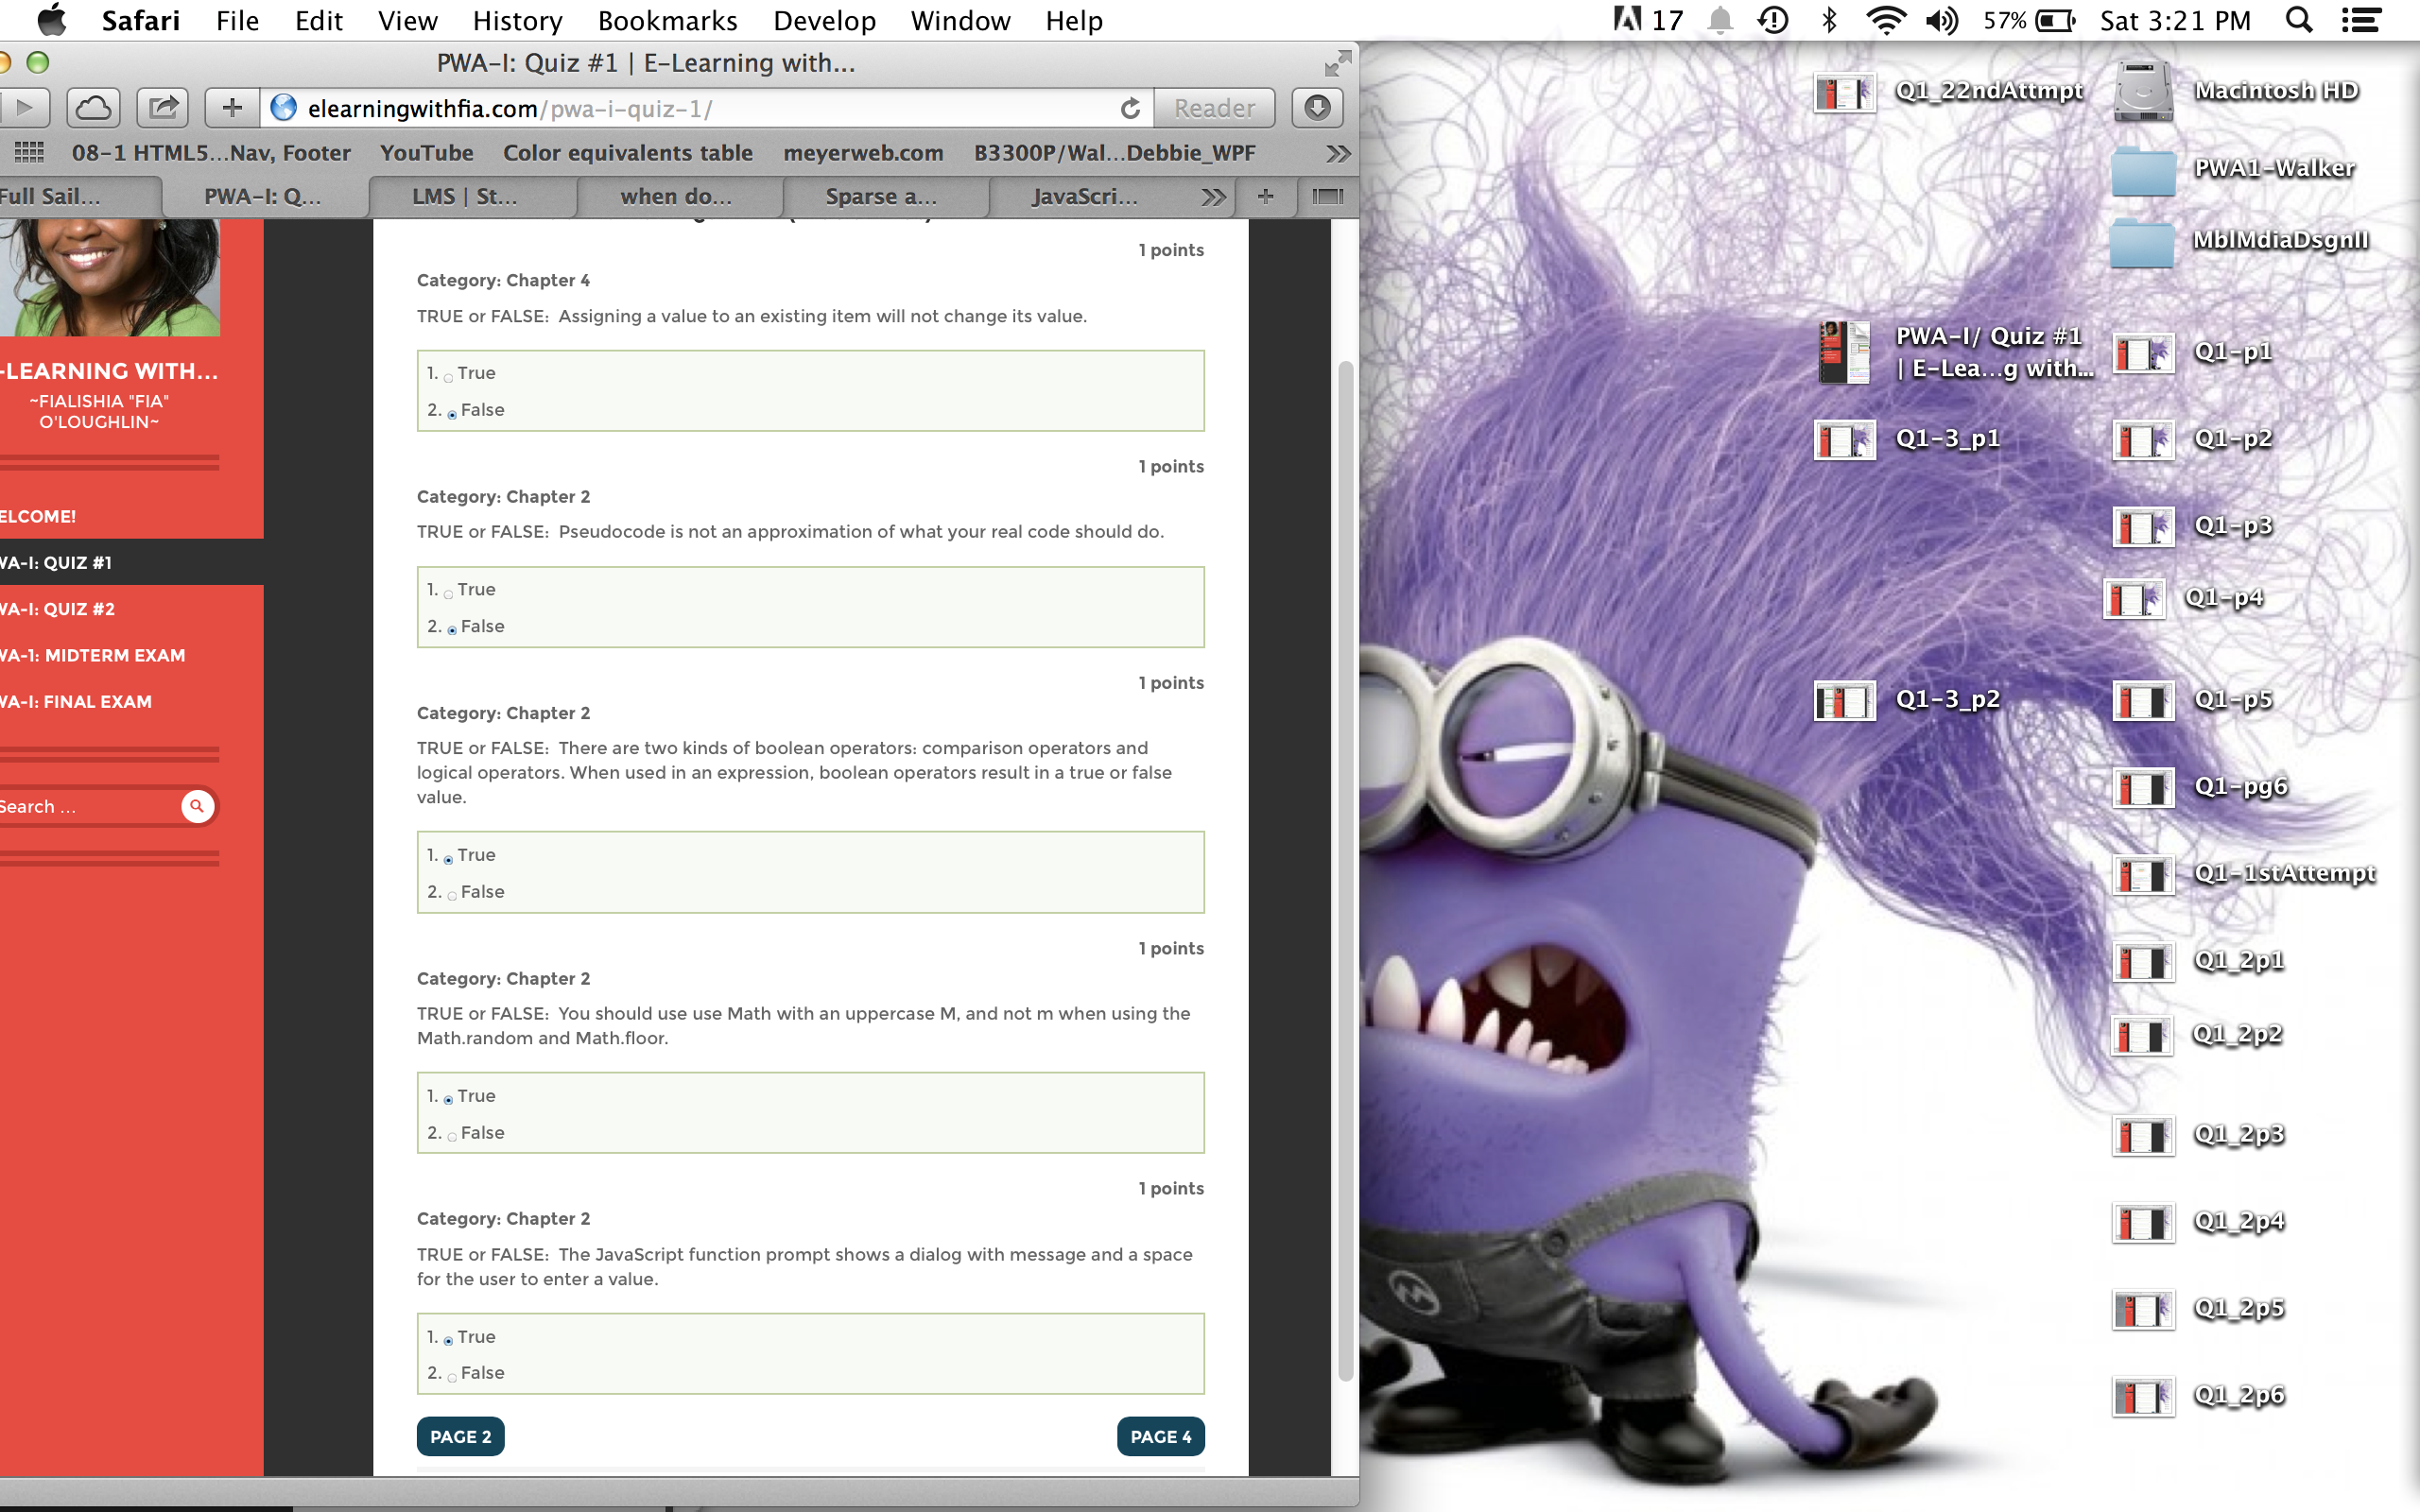 Safari File Edit View History Bookmarks Develop Window Help 17 57% Sat 3:21 PM
PWA-I: Quiz #1 | E-Learning with...
elearningwithfia.com/pwa-i-quiz-1/ Reader
08-1 HTML5...Nav, Footer YouTube Color equivalents table meyerweb.com B3300P/Wal...Debbie_WPF
Full Sail... PWA-I: Q... LMS | St... when do... Sparse a... JavaScri...
-LEARNING WITH...
~FIALISHIA "FIA"
O'LOUGHLIN~
ELCOME!
WA-I: QUIZ #1
WA-I: QUIZ #2
WA-1: MIDTERM EXAM
WA-I: FINAL EXAM
Search ...
1 points
Category: Chapter 4
TRUE or FALSE: Assigning a value to an existing item will not change its value.
1. True
2. False
1 points
Category: Chapter 2
TRUE or FALSE: Pseudocode is not an approximation of what your real code should do.
1. True
2. False
1 points
Category: Chapter 2
TRUE or FALSE: There are two kinds of boolean operators: comparison operators and
logical operators. When used in an expression, boolean operators result in a true or false
value.
1. True
2. False
1 points
Category: Chapter 2
TRUE or FALSE: You should use use Math with an uppercase M, and not m when using the
Math.random and Math.floor.
1. True
2. False
1 points
Category: Chapter 2
TRUE or FALSE: The JavaScript function prompt shows a dialog with message and a space
for the user to enter a value.
1. True
2. False
PAGE 2 PAGE 4
Q1_22ndAttmpt
PWA-I/ Quiz #1
| E-Lea...g with...
Q1-3_p1
Q1-3_p2
Macintosh HD
PWA1-Walker
MblMdiaDsgnII
Q1-p1
Q1-p2
Q1-p3
Q1-p4
Q1-p5
Q1-pg6
Q1-1stAttempt
Q1_2p1
Q1_2p2
Q1_2p3
Q1_2p4
Q1_2p5
Q1_2p6